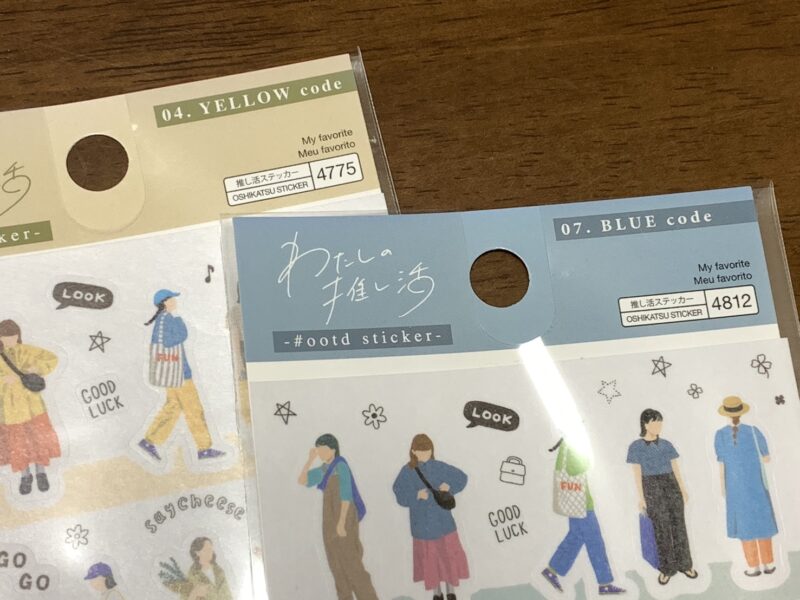 04. YELLOW code
My favorite
Meu favorito
推し活ステッカー
OSHIKATSU STICKER
4775
活
LOOK
FUN
GOOD
LUCK
saycheese
GO
GO
07. BLUE code
わたしの
推し活
-#ootd sticker-
My favorite
Meu favorito
推し活ステッカー
OSHIKATSU STICKER
4812
LOOK
FUN
GOOD
LUCK